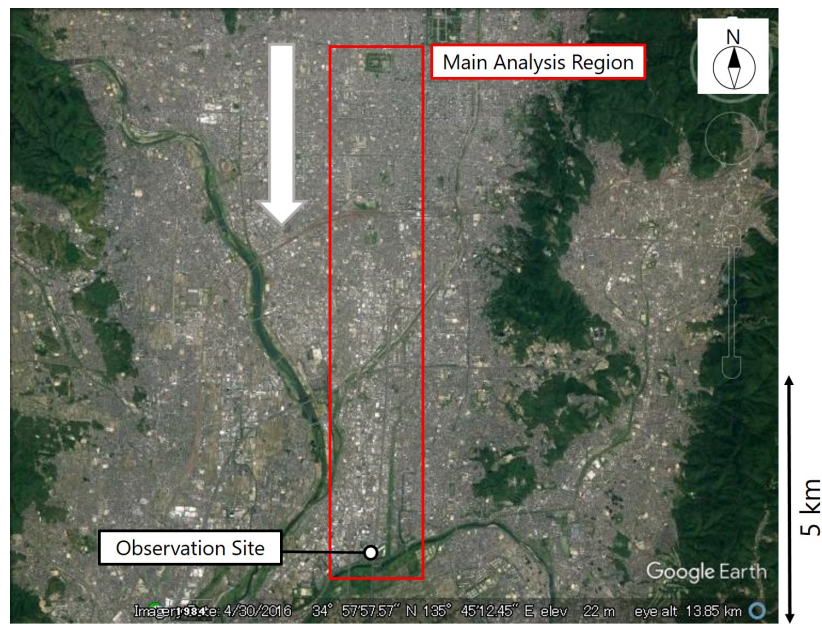 N
Main Analysis Region
Observation Site
5 km
Google Earth
Imagery Date: 4/30/2016 34° 57'57.57" N 135° 45'12.45" E elev 22 m eye alt 13.85 km
1984